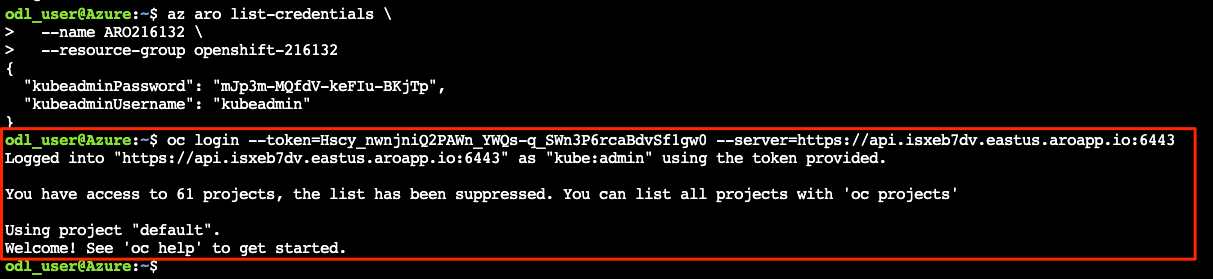 odl_user@Azure:~$ az aro list-credentials \
>   --name ARO216132 \
>   --resource-group openshift-216132
{
  "kubeadminPassword": "mJp3m-MQfdV-keFIu-BKjTp",
  "kubeadminUsername": "kubeadmin"
}
odl_user@Azure:~$ oc login --token=Hscy_nwnjniQ2PAWn_YWQs-q_SWn3P6rcaBdvSf1gw0 --server=https://api.isxeb7dv.eastus.aroapp.io:6443
Logged into "https://api.isxeb7dv.eastus.aroapp.io:6443" as "kube:admin" using the token provided.
You have access to 61 projects, the list has been suppressed. You can list all projects with 'oc projects'
Using project "default".
Welcome! See 'oc help' to get started.
odl_user@Azure:~$